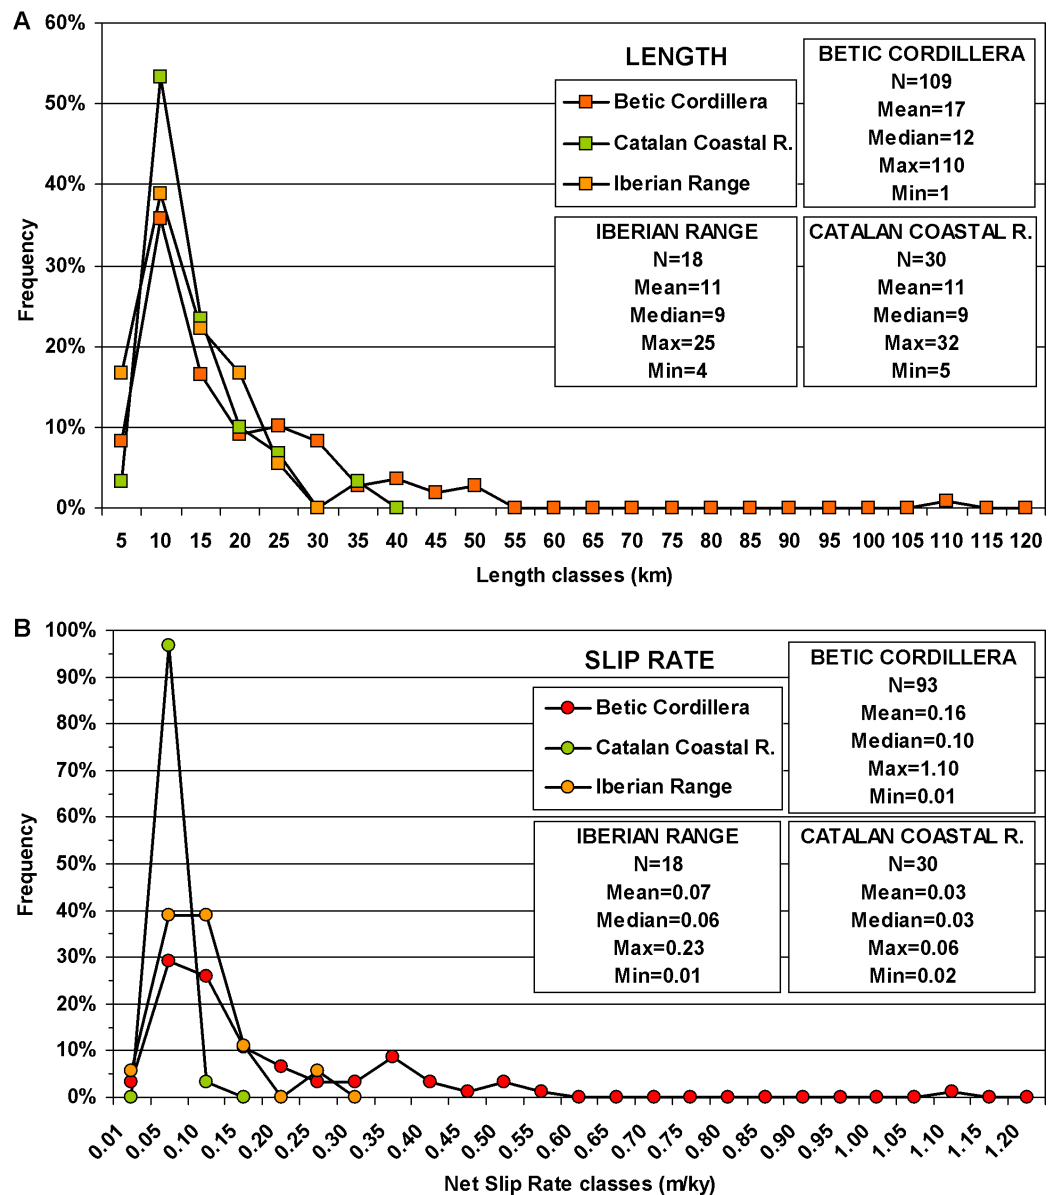 A
LENGTH
Betic Cordillera
Catalan Coastal R.
Iberian Range
BETIC CORDILLERA
N=109
Mean=17
Median=12
Max=110
Min=1
IBERIAN RANGE
N=18
Mean=11
Median=9
Max=25
Min=4
CATALAN COASTAL R.
N=30
Mean=11
Median=9
Max=32
Min=5
Frequency
60%
50%
40%
30%
20%
10%
0%
5 10 15 20 25 30 35 40 45 50 55 60 65 70 75 80 85 90 95 100 105 110 115 120
Length classes (km)
B
SLIP RATE
Betic Cordillera
Catalan Coastal R.
Iberian Range
BETIC CORDILLERA
N=93
Mean=0.16
Median=0.10
Max=1.10
Min=0.01
IBERIAN RANGE
N=18
Mean=0.07
Median=0.06
Max=0.23
Min=0.01
CATALAN COASTAL R.
N=30
Mean=0.03
Median=0.03
Max=0.06
Min=0.02
Frequency
100%
90%
80%
70%
60%
50%
40%
30%
20%
10%
0%
0.01 0.05 0.10 0.15 0.20 0.25 0.30 0.35 0.40 0.45 0.50 0.55 0.60 0.65 0.70 0.75 0.80 0.85 0.90 0.95 1.00 1.05 1.10 1.15 1.20
Net Slip Rate classes (m/ky)